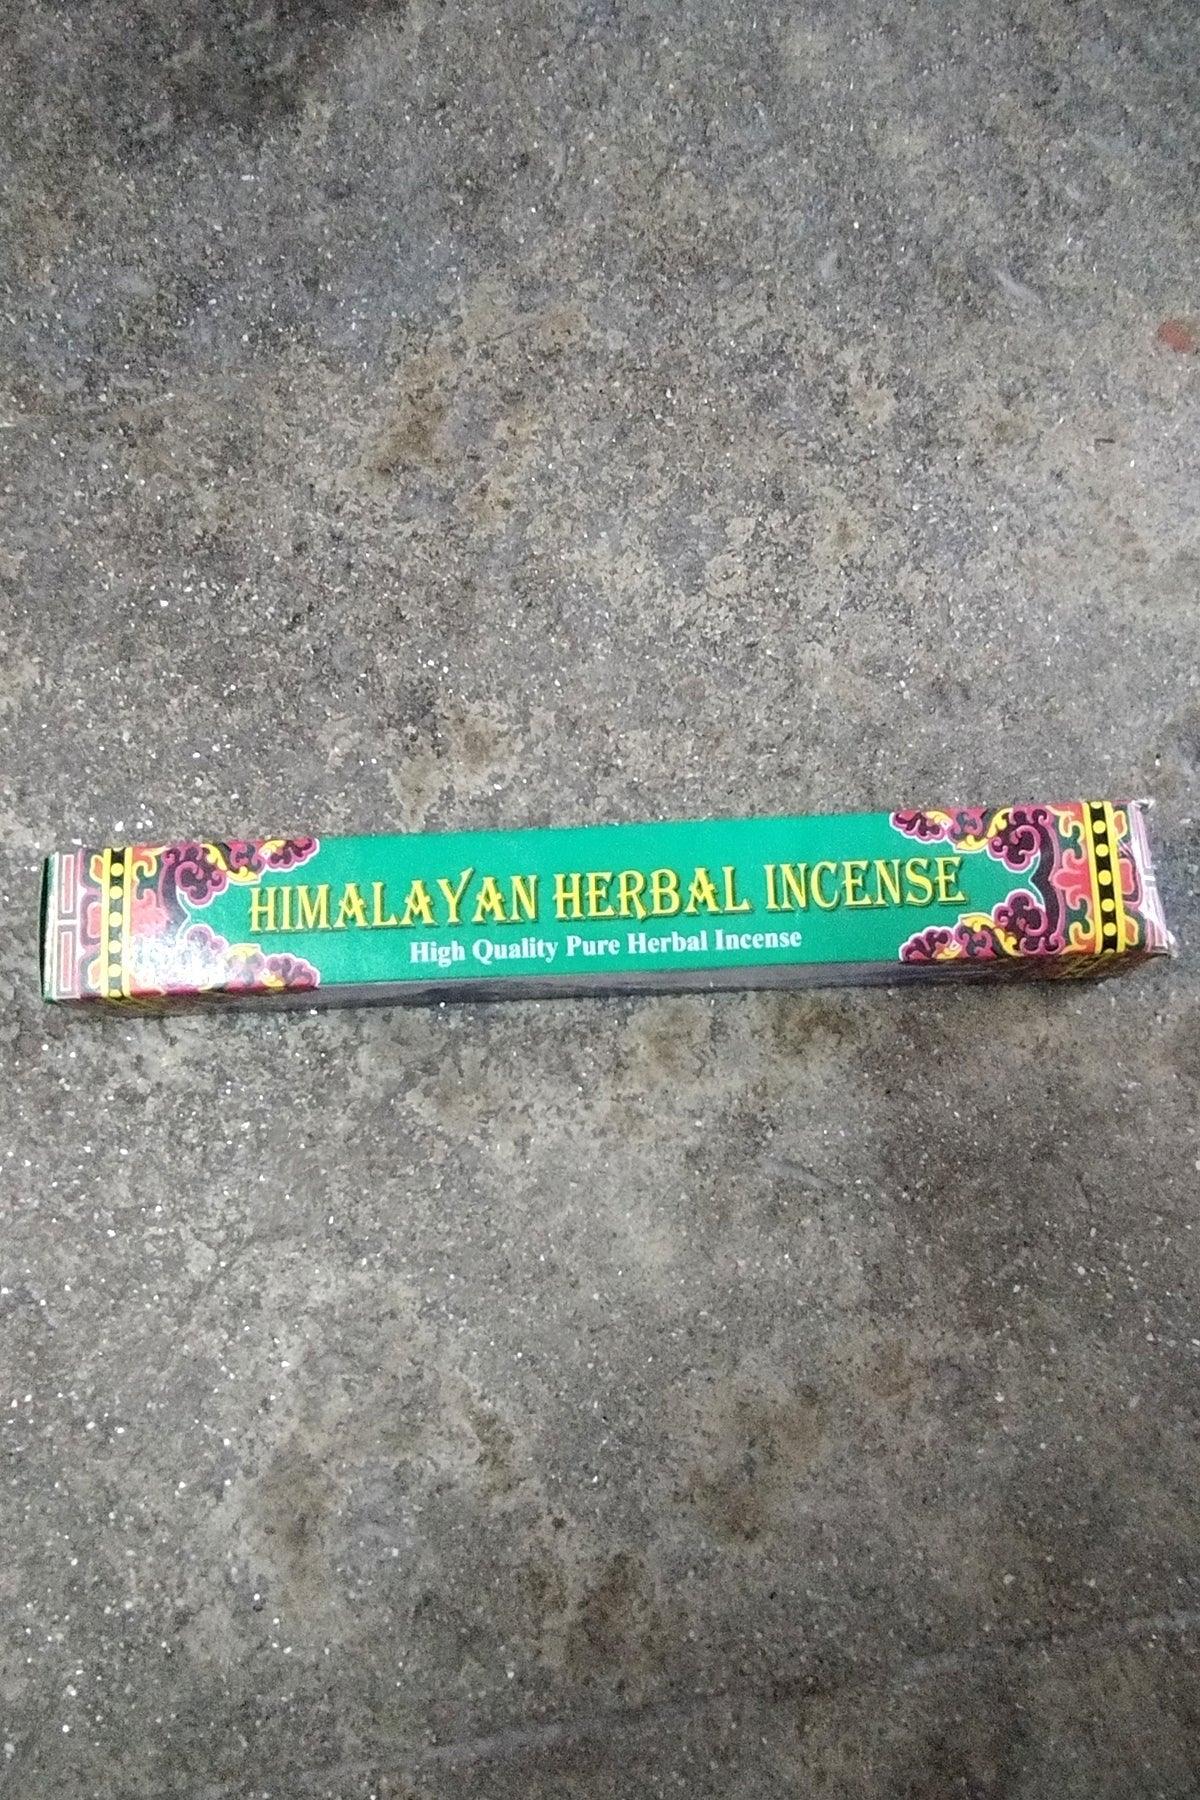 HIMALAYAN HERBAL INCENSE
High Quality Pure Herbal Incense